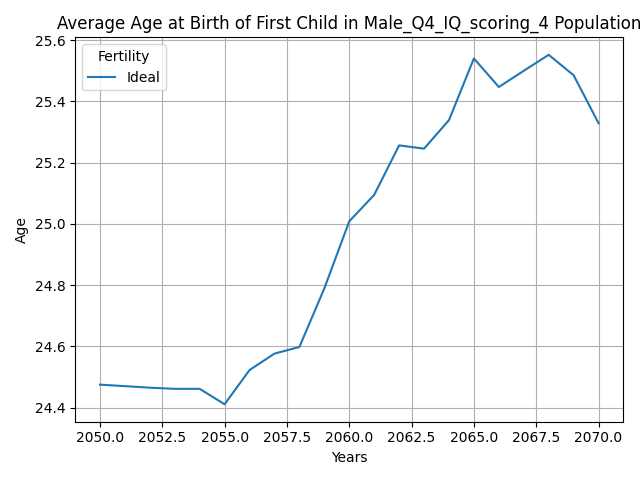 Average Age at Birth of First Child in Male_Q4_IQ_scoring_4 Population
Fertility
Ideal
Age
25.6
25.4
25.2
25.0
24.8
24.6
24.4
2050.0 2052.5 2055.0 2057.5 2060.0 2062.5 2065.0 2067.5 2070.0
Years